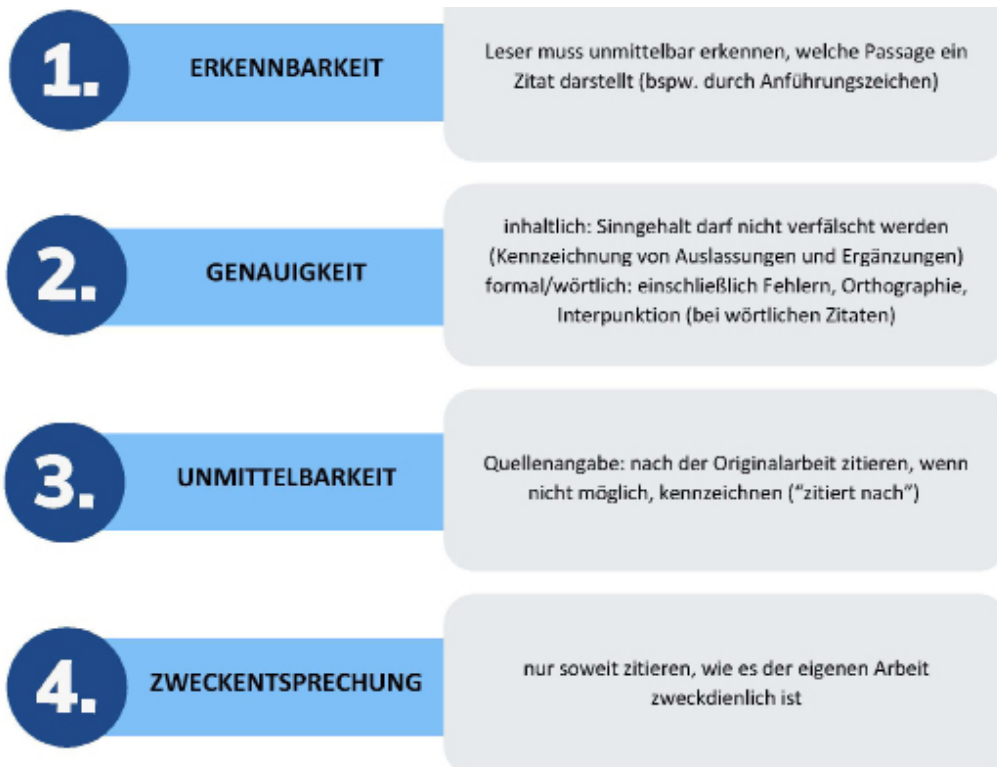 1.
ERKENNBARKEIT
Leser muss unmittelbar erkennen, welche Passage ein
Zitat darstellt (bspw. durch Anführungszeichen)
2.
GENAUIGKEIT
inhaltlich: Sinngehalt darf nicht verfälscht werden
(Kennzeichnung von Auslassungen und Ergänzungen)
formal/wörtlich: einschließlich Fehlern, Orthographie,
Interpunktion (bei wörtlichen Zitaten)
3.
UNMITTELBARKEIT
Quellenangabe: nach der Originalarbeit zitieren, wenn
nicht möglich, kennzeichnen (“zitiert nach”)
4.
ZWECKENTSPRECHUNG
nur soweit zitieren, wie es der eigenen Arbeit
zweckdienlich ist